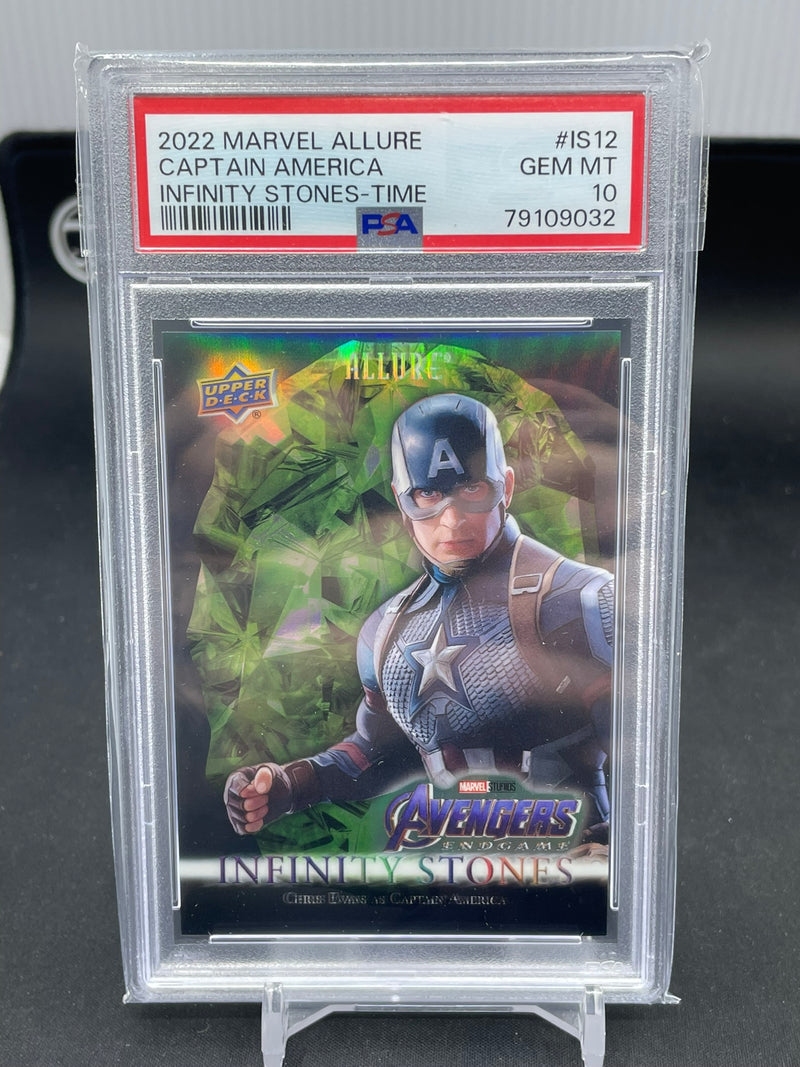 2022 MARVEL ALLURE #IS12
CAPTAIN AMERICA GEM MT
INFINITY STONES-TIME 10
PSA 79109032
ALLURE
UPPER
D·E·C·K
®
A
MARVEL STUDIOS
AVENGERS
ENDGAME
INFINITY STONES
CHRIS EVANS AS CAPTAIN AMERICA